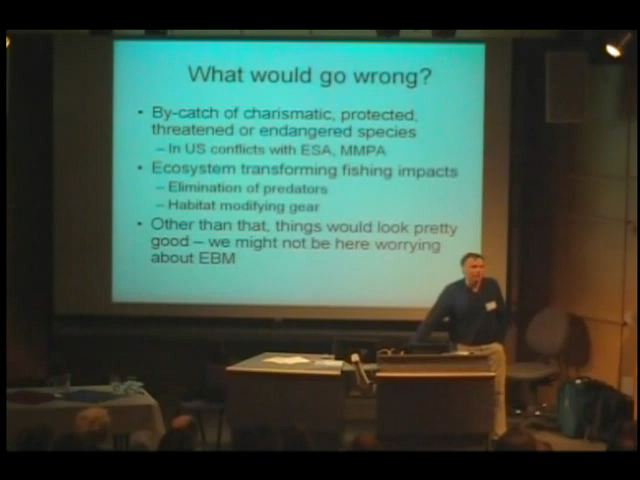 What would go wrong?
• By-catch of charismatic, protected,
threatened or endangered species
– In US conflicts with ESA, MMPA
• Ecosystem transforming fishing impacts
– Elimination of predators
– Habitat modifying gear
• Other than that, things would look pretty
good – we might not be here worrying
about EBM